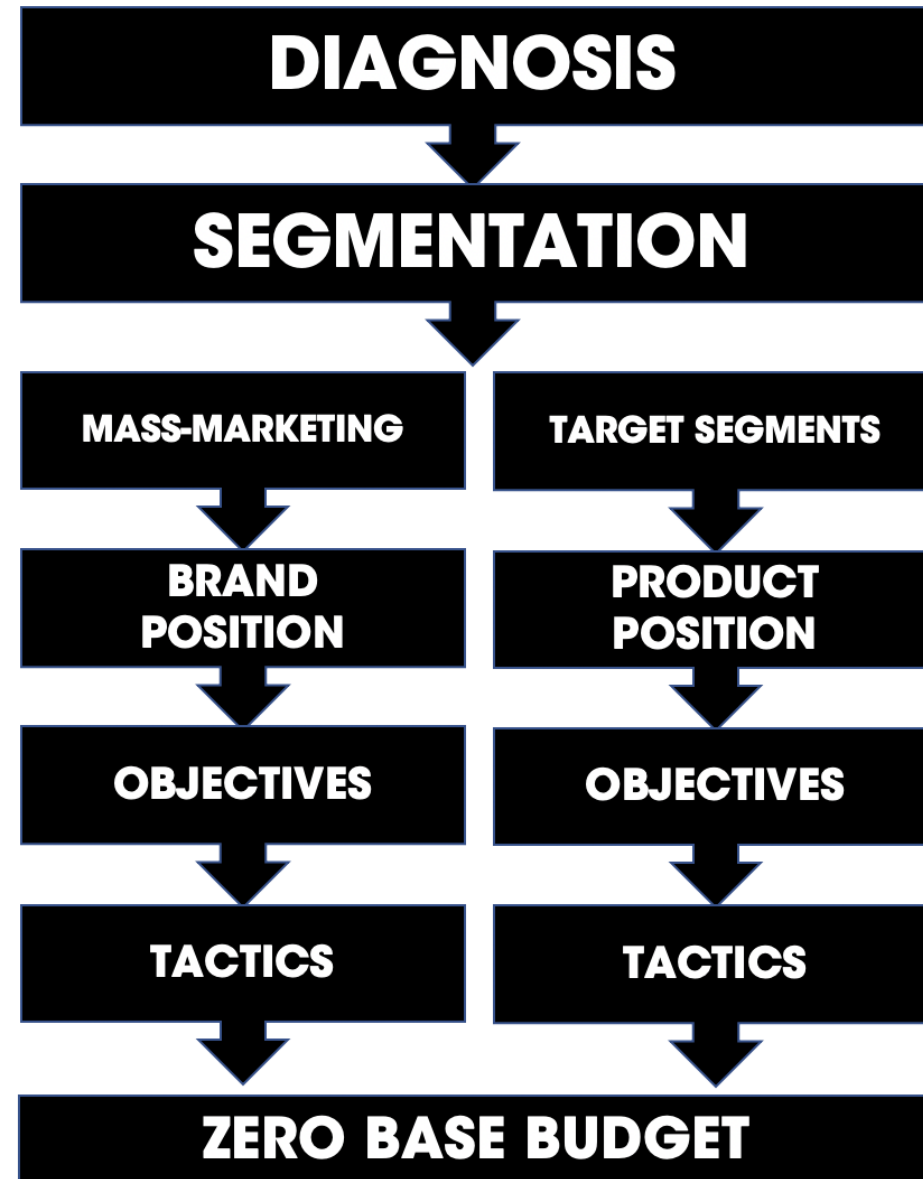 DIAGNOSIS
SEGMENTATION
MASS-MARKETING
TARGET SEGMENTS
BRAND
POSITION
PRODUCT
POSITION
OBJECTIVES
OBJECTIVES
TACTICS
TACTICS
ZERO BASE BUDGET